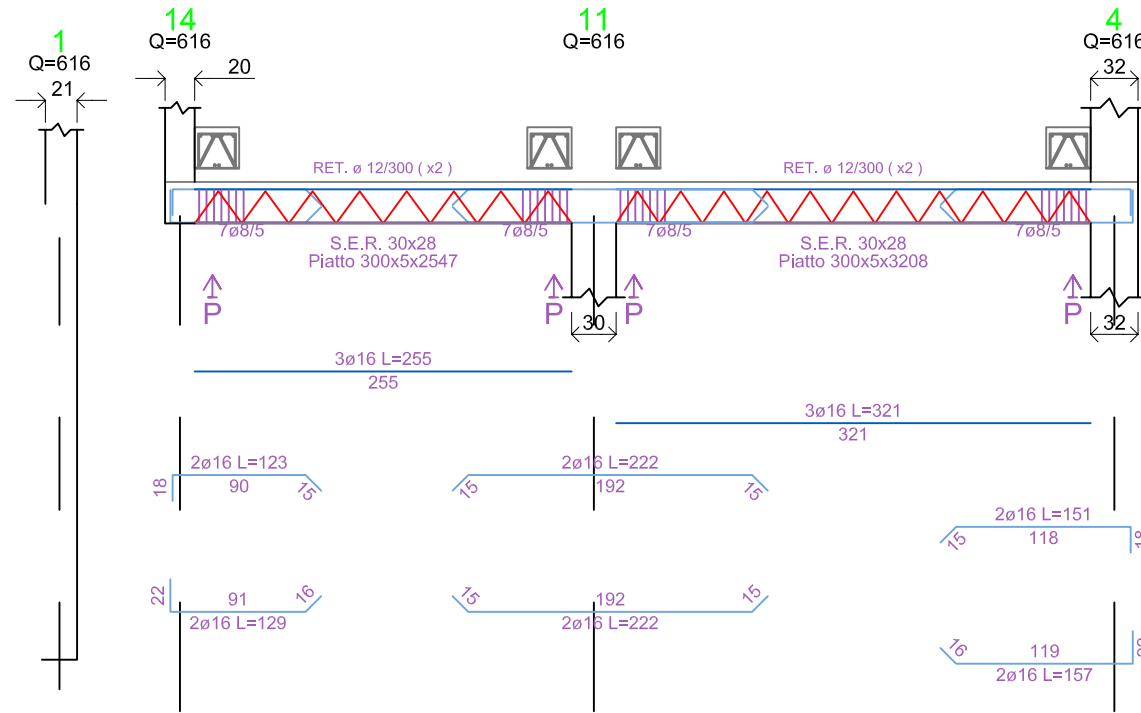 1
Q=616
21
14
Q=616
20
11
Q=616
4
Q=616
32
RET. ø 12/300 ( x2 )
RET. ø 12/300 ( x2 )
7ø8/5
7ø8/5
7ø8/5
7ø8/5
S.E.R. 30x28
Piatto 300x5x2547
S.E.R. 30x28
Piatto 300x5x3208
P
P
P
P
30
32
3ø16 L=255
255
3ø16 L=321
321
2ø16 L=123
18
90
15
2ø16 L=222
15
192
15
2ø16 L=151
15
118
18
22
91
16
2ø16 L=129
15
192
15
2ø16 L=222
16
119
2ø16 L=157